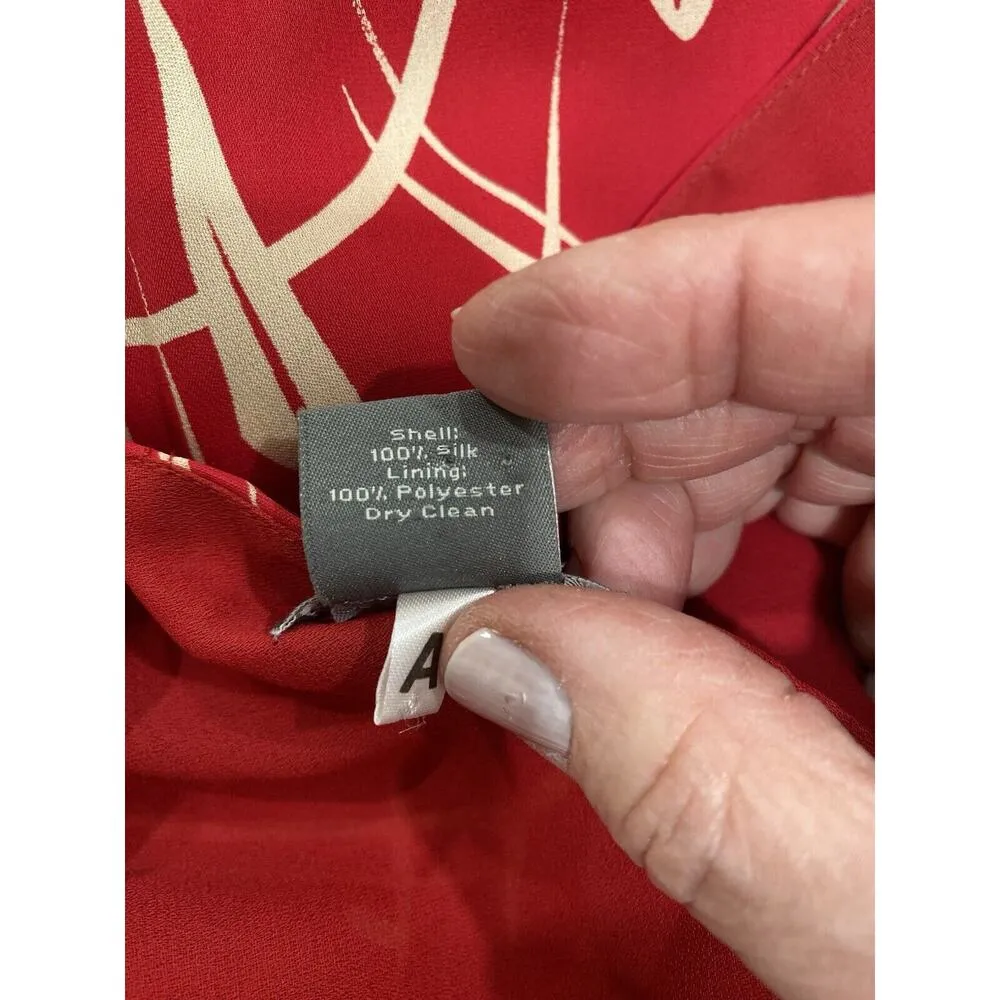 Shell:
100% Silk
Lining:
100% Polyester
Dry Clean
A